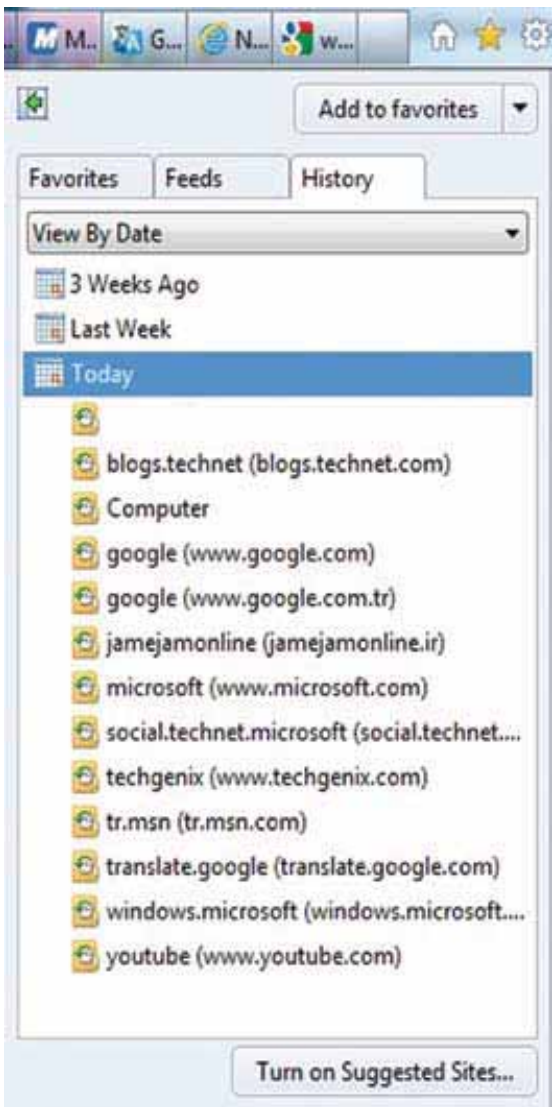 M.. G... N... w...
Add to favorites
Favorites Feeds History
View By Date
3 Weeks Ago
Last Week
Today
blogs.technet (blogs.technet.com)
Computer
google (www.google.com)
google (www.google.com.tr)
jamejamonline (jamejamonline.ir)
microsoft (www.microsoft.com)
social.technet.microsoft (social.technet....
techgenix (www.techgenix.com)
tr.msn (tr.msn.com)
translate.google (translate.google.com)
windows.microsoft (windows.microsoft....
youtube (www.youtube.com)
Turn on Suggested Sites...